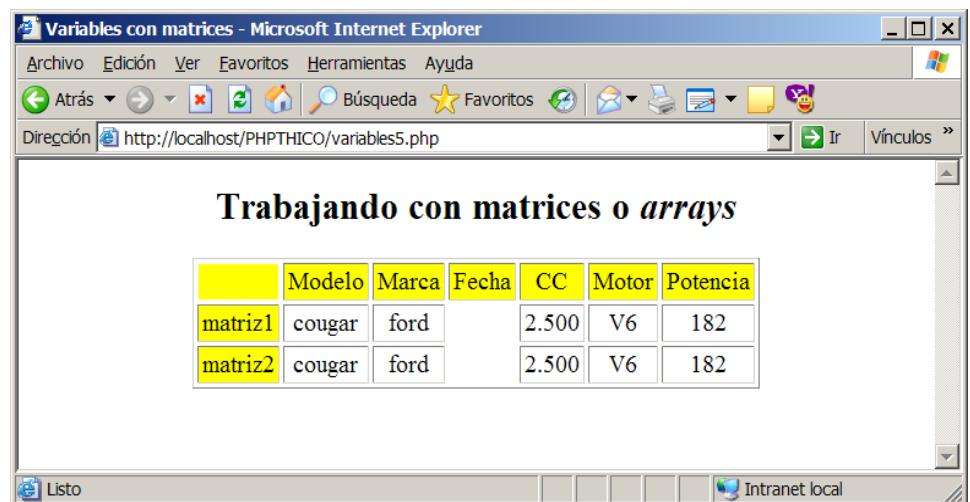 Variables con matrices - Microsoft Internet Explorer
Archivo Edición Ver Favoritos Herramientas Ayuda
Atrás Búsqueda Favoritos
Dirección http://localhost/PHPTHICO/variables5.php Ir Vínculos »
Trabajando con matrices o arrays
Modelo Marca Fecha CC Motor Potencia
matriz1 cougar ford 2.500 V6 182
matriz2 cougar ford 2.500 V6 182
Listo Intranet local